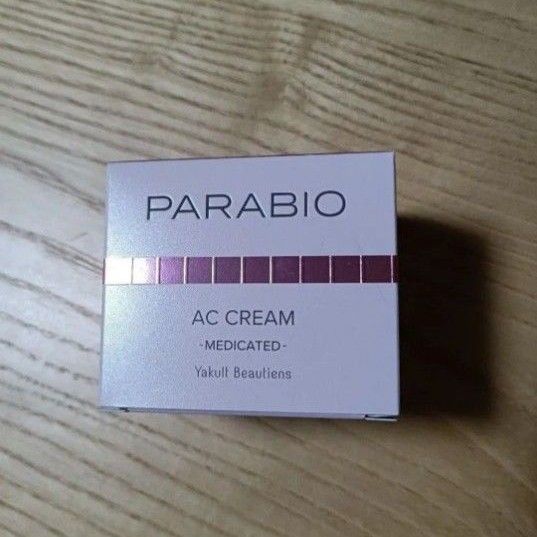 PARABIO
AC CREAM
-MEDICATED-
Yakult Beautiens